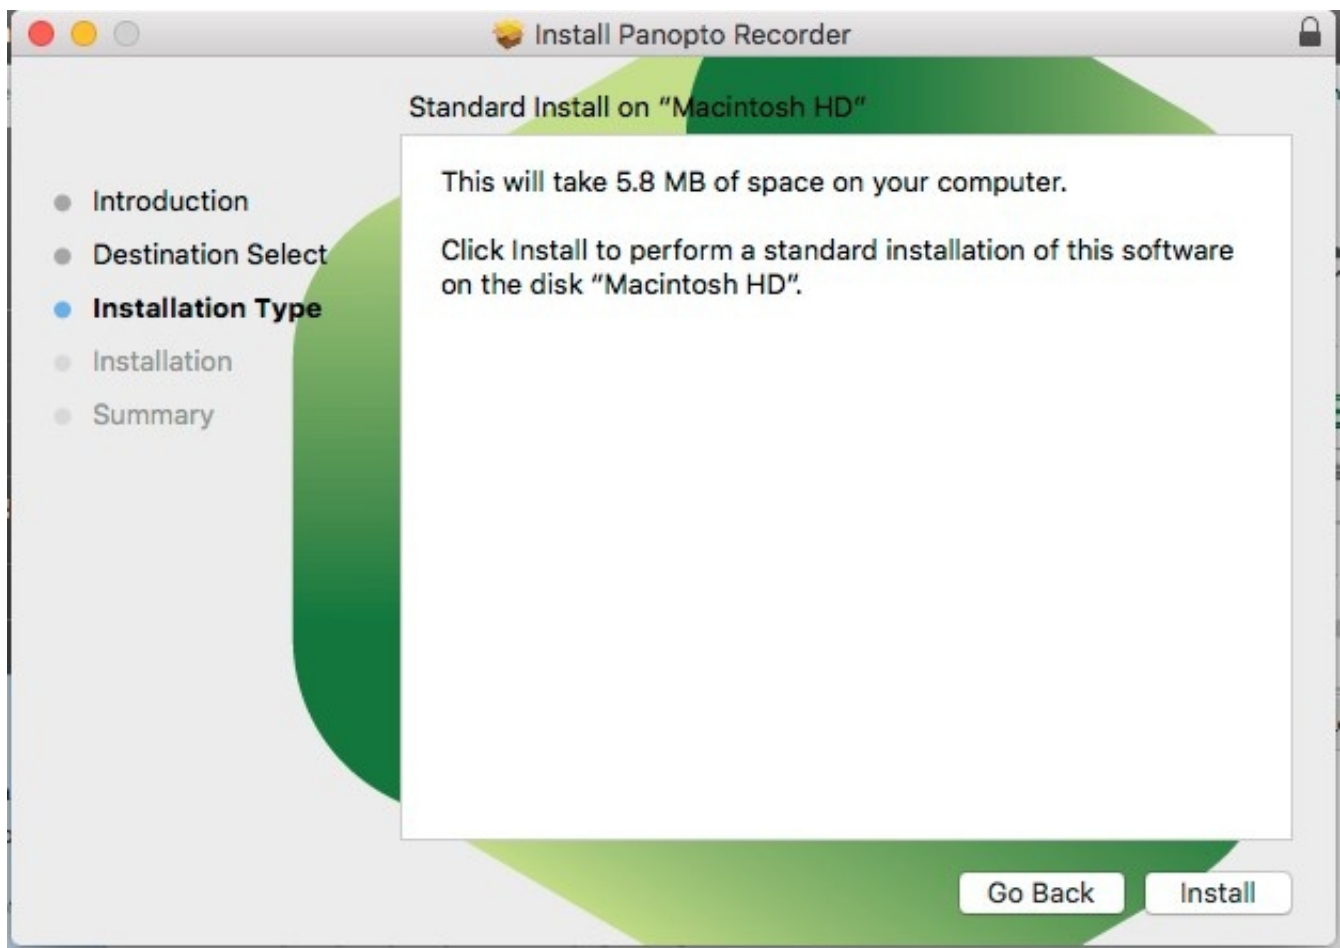 Install Panopto Recorder
Standard Install on “Macintosh HD”
Introduction
Destination Select
Installation Type
Installation
Summary
This will take 5.8 MB of space on your computer.
Click Install to perform a standard installation of this software
on the disk “Macintosh HD”.
Go Back
Install